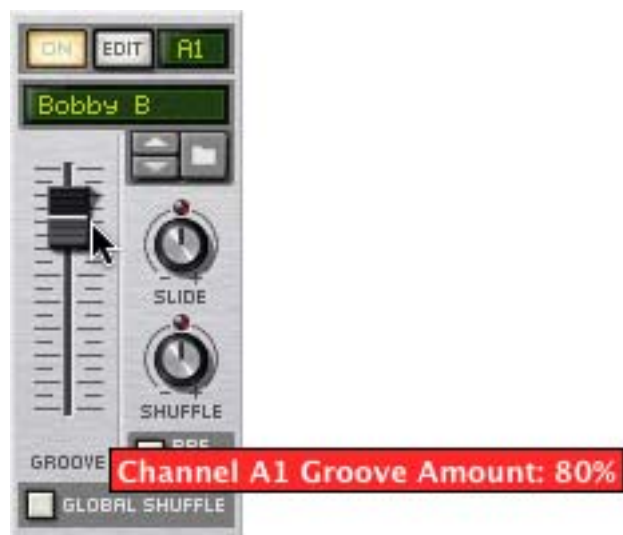 ON EDIT A1
Bobby B
- +
SLIDE
- +
SHUFFLE
GROOVE
Channel A1 Groove Amount: 80%
GLOBAL SHUFFLE